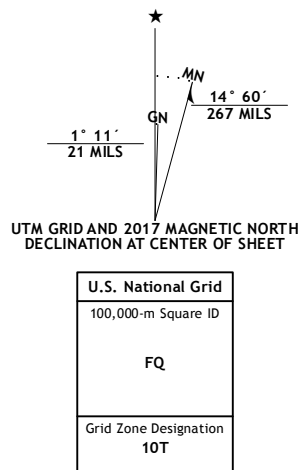 MN
GN
14° 60´
267 MILS
1° 11´
21 MILS
UTM GRID AND 2017 MAGNETIC NORTH
DECLINATION AT CENTER OF SHEET
U.S. National Grid
100,000-m Square ID
FQ
Grid Zone Designation
10T